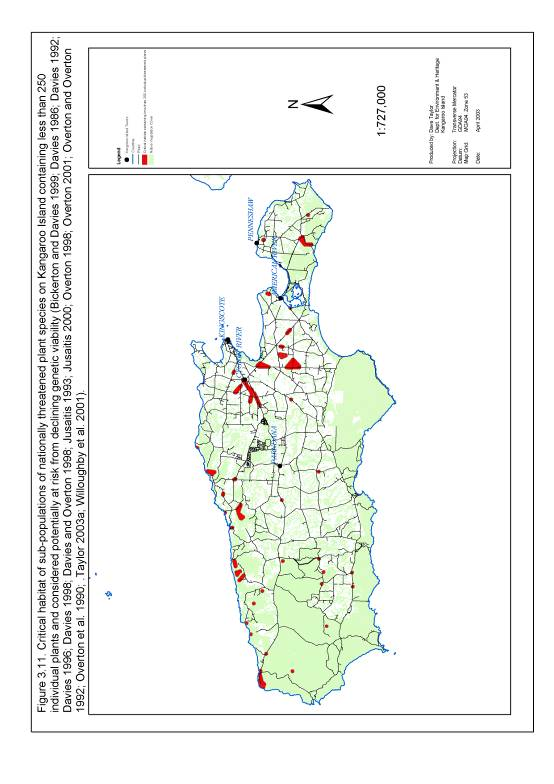 Figure 3.11. Critical habitat of sub-populations of nationally threatened plant species on Kangaroo Island containing less than 250
individual plants and considered potentially at risk from declining genetic viability (Bickerton and Davies 1999; Davies 1986; Davies 1992;
Davies 1996; Davies 1998; Davies and Overton 1998; Jusaitis 1993; Jusaitis 2000; Overton 1998; Overton 2001; Overton and Overton
1992; Overton et al. 1990; Taylor 2003a; Willoughby et al. 2001).
KINGSCOTE
RIVER
PENNESHAW
AMERICAN RIVER
PARNDANA
Legend
N
1:727,000
Produced by: Dave Taylor
Dept. for Environment & Heritage
Kangaroo Island
Projection: Transverse Mercator
Datum: GDA94
Map Grid: MGA94 Zone 53
Date: April 2003